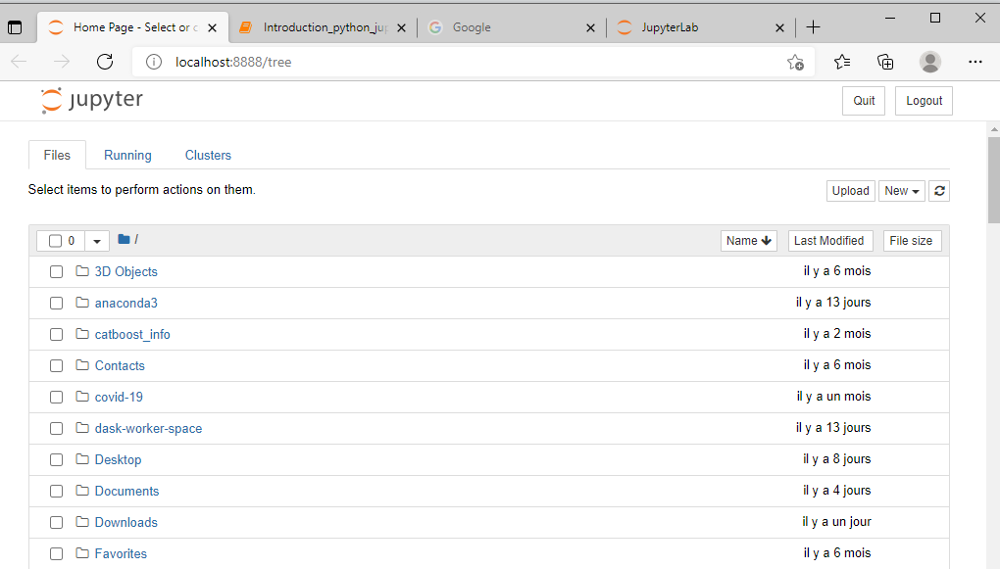 Home Page - Select or c
Introduction_python_jup
Google
JupyterLab
localhost:8888/tree
jupyter
Quit
Logout
Files
Running
Clusters
Select items to perform actions on them.
Upload
New
0
/
Name
Last Modified
File size
3D Objects il y a 6 mois
anaconda3 il y a 13 jours
catboost_info il y a 2 mois
Contacts il y a 6 mois
covid-19 il y a un mois
dask-worker-space il y a 13 jours
Desktop il y a 8 jours
Documents il y a 4 jours
Downloads il y a un jour
Favorites il y a 6 mois